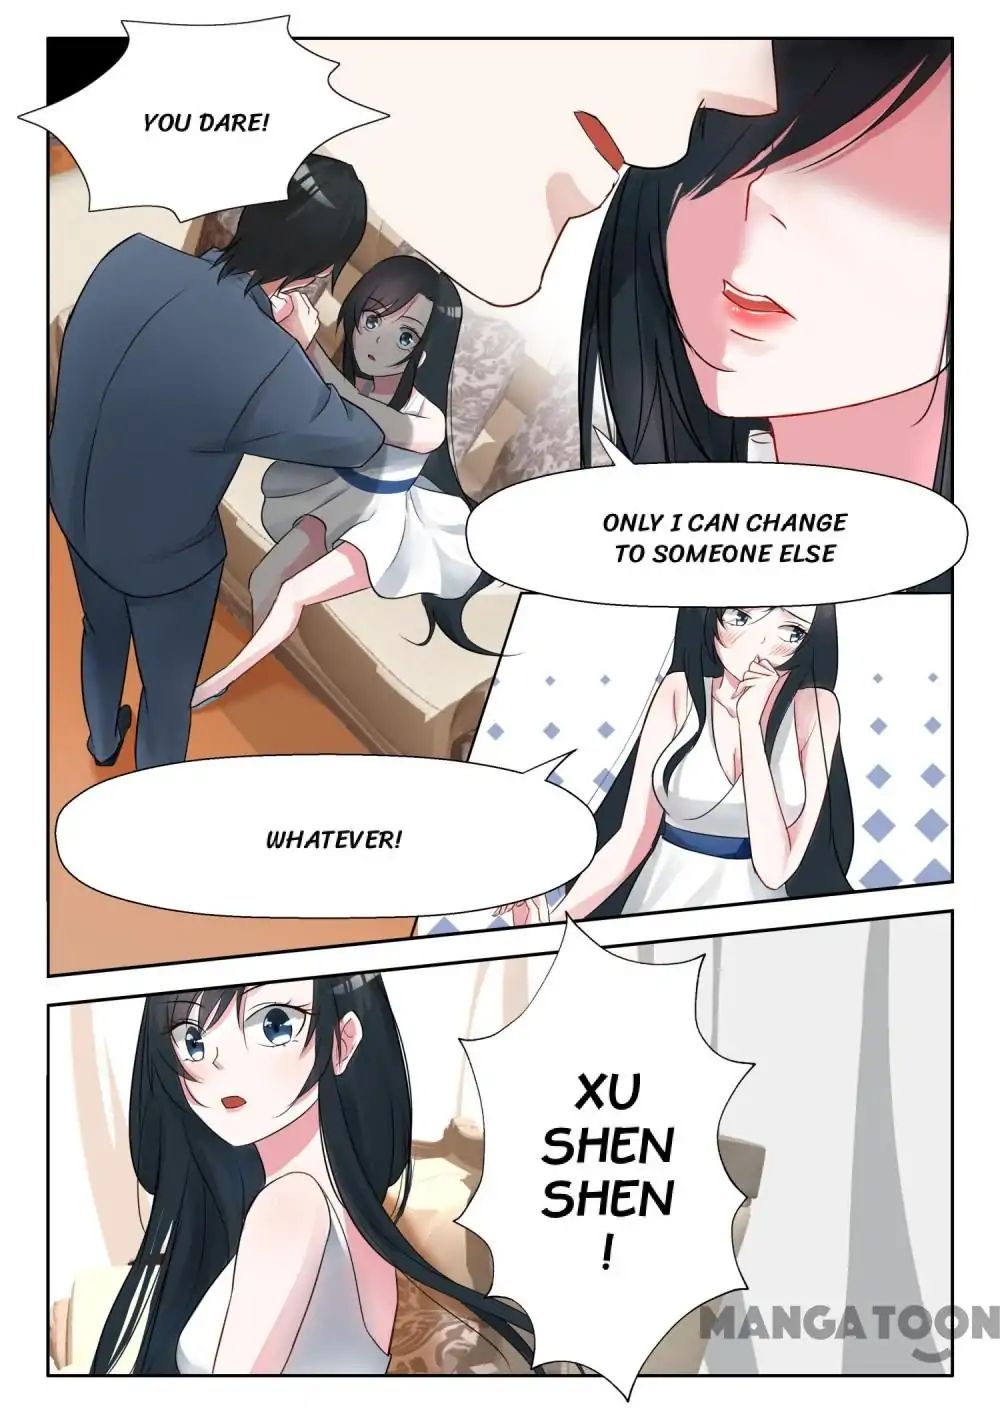 YOU DARE!
ONLY I CAN CHANGE
TO SOMEONE ELSE
WHATEVER!
XU
SHEN
SHEN
!
MANGATOON